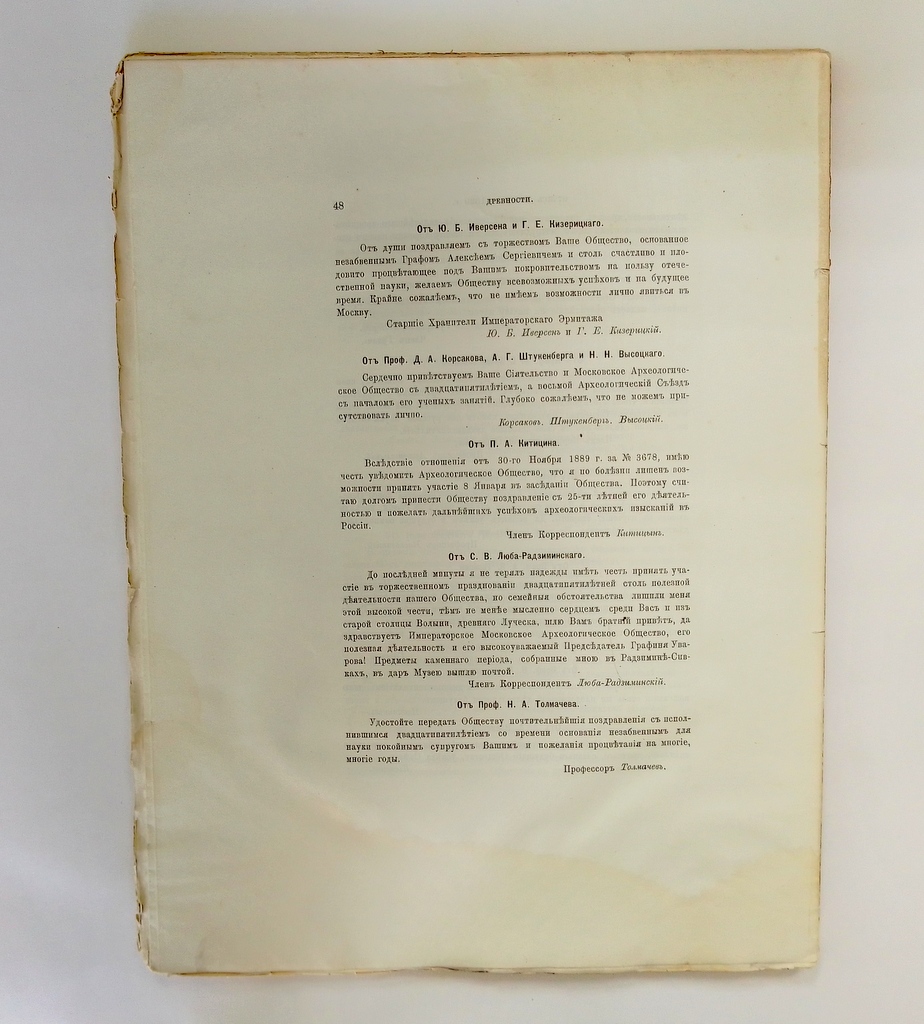 48
ДРЕВНОСТИ.
Отъ Ю. Б. Иверсена и Г. Е. Кизерицкаго.
Отъ души поздравляемъ съ торжествомъ Ваше Общество, основанное
незабвеннымъ Графомъ Алексѣемъ Сергіевичемъ и столь счастливо и пло-
довито процвѣтающее подъ Вашимъ покровительствомъ на пользу отече-
ственной науки, желаемъ Обществу всевозможныхъ успѣховъ и на будущее
время. Крайне сожалѣемъ, что не имѣемъ возможности лично явиться въ
Москву.
Старшіе Хранители Императорскаго Эрмитажа
Ю. Б. Иверсенъ и Г. Е. Кизерицкій.
Отъ Проф. Д. А. Корсакова, А. Г. Штукенберга и Н. Н. Высоцкаго.
Сердечно привѣтствуемъ Ваше Сіятельство и Московское Археологиче-
ское Общество съ двадцатипятилѣтіемъ, а восьмой Археологическій Съѣздъ
съ началомъ его ученыхъ занятій. Глубоко сожалѣемъ, что не можемъ при-
сутствовать лично.
Корсаковъ. Штукенбергъ. Высоцкій.
Отъ П. А. Китицина.
Вслѣдствіе отношенія отъ 30-го Ноября 1889 г. за № 3678, имѣю
честь увѣдомить Археологическое Общество, что я по болѣзни лишенъ воз-
можности принять участіе 8 Января въ засѣданіи Общества. Поэтому счи-
таю долгомъ принести Обществу поздравленіе съ 25-ти лѣтней его дѣятель-
ностью и пожелать дальнѣйшихъ успѣховъ археологическихъ изысканій въ
Россіи.
Членъ Корреспондентъ Китицынъ.
Отъ С. В. Люба-Радзиминскаго.
До послѣдней минуты я не терялъ надежды имѣть честь принять уча-
стіе въ торжественномъ празднованіи двадцатипятилѣтней столь полезной
дѣятельности нашего Общества, но семейныя обстоятельства лишили меня
этой высокой чести, тѣмъ не менѣе мысленно сердцемъ среди Васъ и изъ
старой столицы Волыни, древняго Луческа, шлю Вамъ братній привѣтъ, да
здравствуетъ Императорское Московское Археологическое Общество, его
полезная дѣятельность и его высокоуважаемый Предсѣдатель Графиня Ува-
рова! Предметы каменнаго періода, собранные мною въ Радзиминѣ-Сив-
кахъ, въ даръ Музею вышлю почтой.
Членъ Корреспондентъ Люба-Радзиминскій.
Отъ Проф. Н. А. Толмачева.
Удостойте передать Обществу почтительнѣйшія поздравленія съ испол-
нившимся двадцатипятилѣтіемъ со времени основанія незабвеннымъ для
науки покойнымъ супругомъ Вашимъ и пожеланія процвѣтанія на многіе,
многіе годы.
Профессоръ Толмачевъ.